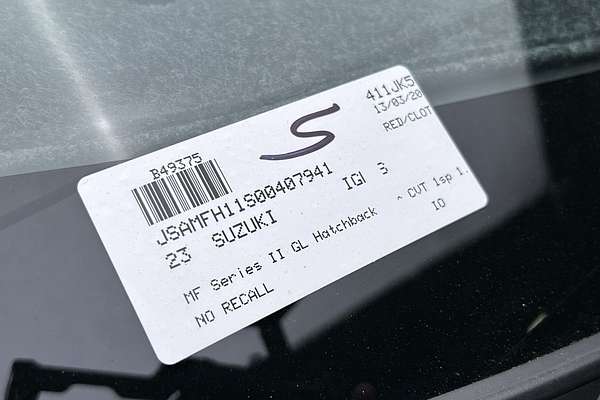 B49375
S
411JK5
13/03/20
RED/CLOT
JSAMFH11S00407941
23 SUZUKI IGI 3
MF Series II GL Hatchback ^ CUT 1sp 1.
NO RECALL IO